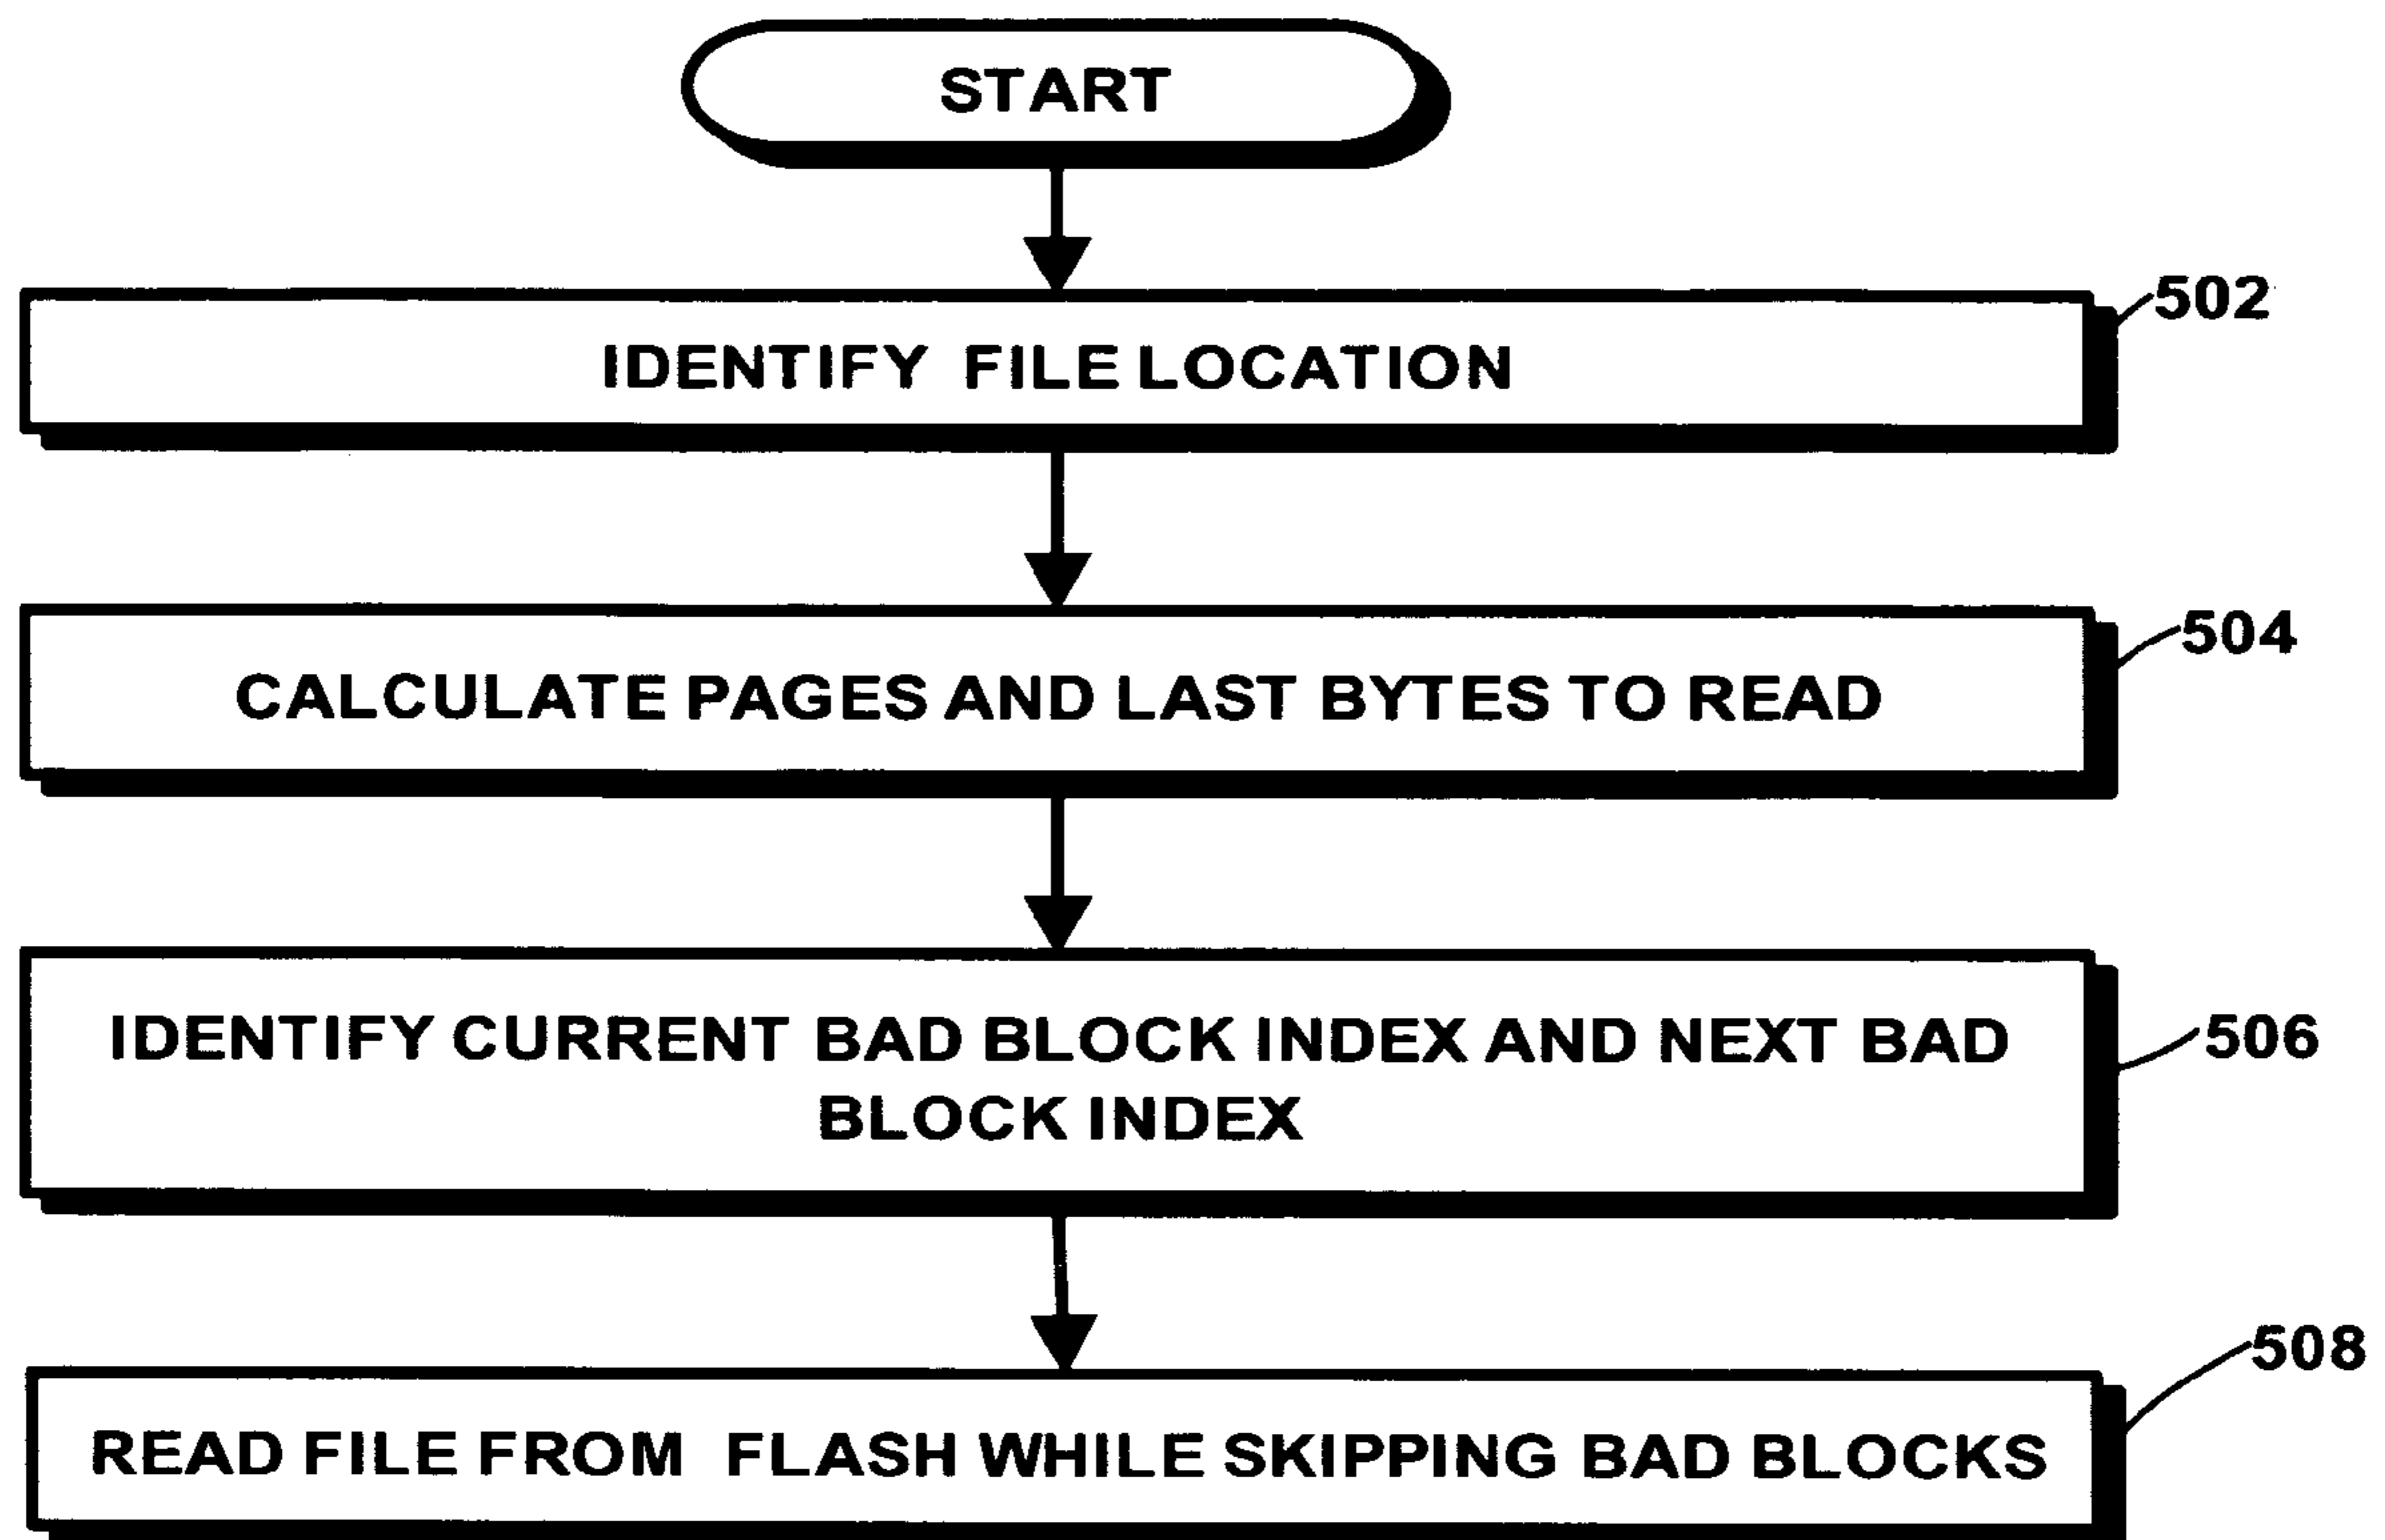 START
502
IDENTIFY FILE LOCATION
504
CALCULATE PAGES AND LAST BYTES TO READ
506
IDENTIFY CURRENT BAD BLOCK INDEX AND NEXT BAD
BLOCK INDEX
508
READ FILE FROM FLASH WHILE SKIPPING BAD BLOCKS